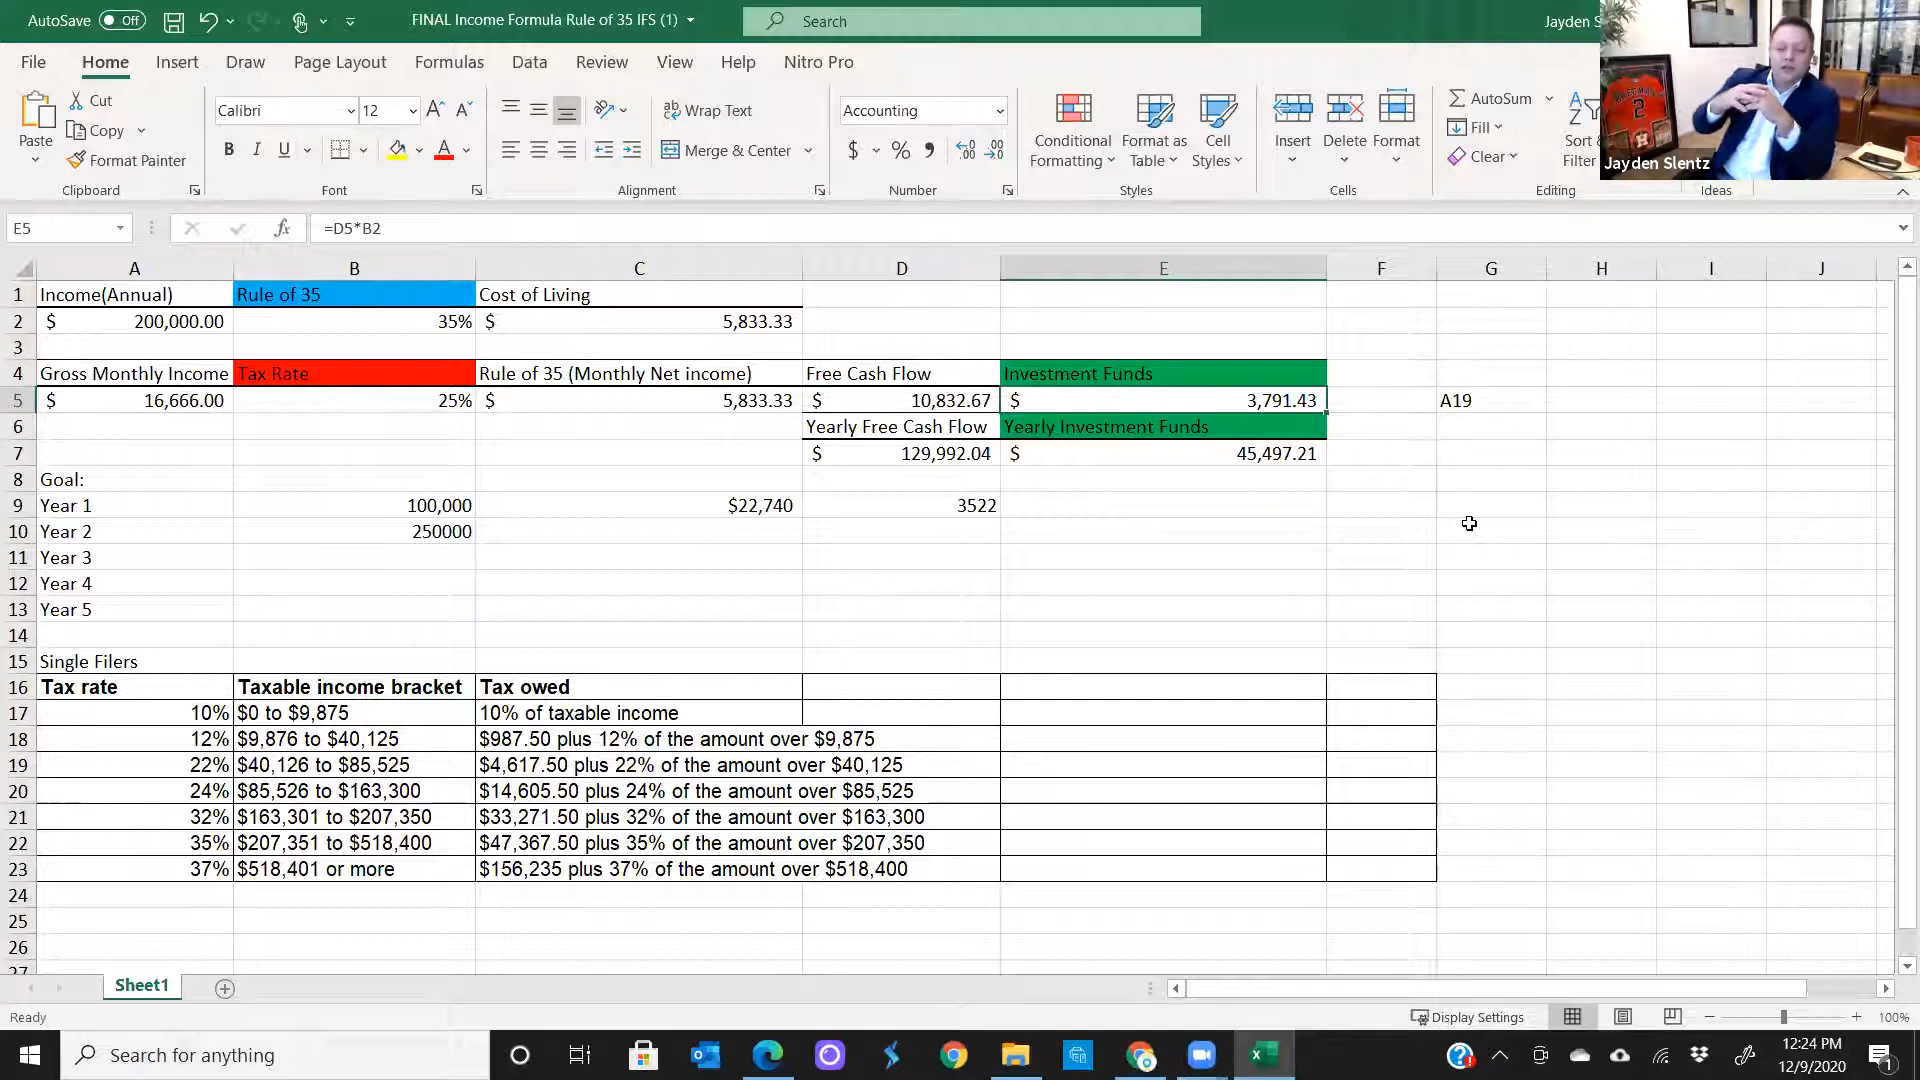 AutoSave Off FINAL Income Formula Rule of 35 IFS (1) Search Jayden S
File Home Insert Draw Page Layout Formulas Data Review View Help Nitro Pro
Paste Cut Copy Format Painter
Calibri 12 A A Wrap Text Accounting
B I U A Merge & Center $ % 9
Conditional Formatting Format as Table Cell Styles Insert Delete Format
AutoSum Fill Clear Sort Filter
Jayden Slentz
Clipboard Font Alignment Number Styles Cells Editing Ideas
E5 fx =D5*B2
A B C D E F G H I J
1 Income(Annual) Rule of 35 Cost of Living
2 $ 200,000.00 35% $ 5,833.33
3
4 Gross Monthly Income Tax Rate Rule of 35 (Monthly Net income) Free Cash Flow Investment Funds
5 $ 16,666.00 25% $ 5,833.33 $ 10,832.67 $ 3,791.43 A19
6 Yearly Free Cash Flow Yearly Investment Funds
7 $ 129,992.04 $ 45,497.21
8 Goal:
9 Year 1 100,000 $22,740 3522
10 Year 2 250000
11 Year 3
12 Year 4
13 Year 5
14
15 Single Filers
16 Tax rate Taxable income bracket Tax owed
17 10% $0 to $9,875 10% of taxable income
18 12% $9,876 to $40,125 $987.50 plus 12% of the amount over $9,875
19 22% $40,126 to $85,525 $4,617.50 plus 22% of the amount over $40,125
20 24% $85,526 to $163,300 $14,605.50 plus 24% of the amount over $85,525
21 32% $163,301 to $207,350 $33,271.50 plus 32% of the amount over $163,300
22 35% $207,351 to $518,400 $47,367.50 plus 35% of the amount over $207,350
23 37% $518,401 or more $156,235 plus 37% of the amount over $518,400
24
25
26
27
Sheet1
Ready Display Settings 100%
Search for anything 12:24 PM
12/9/2020 1